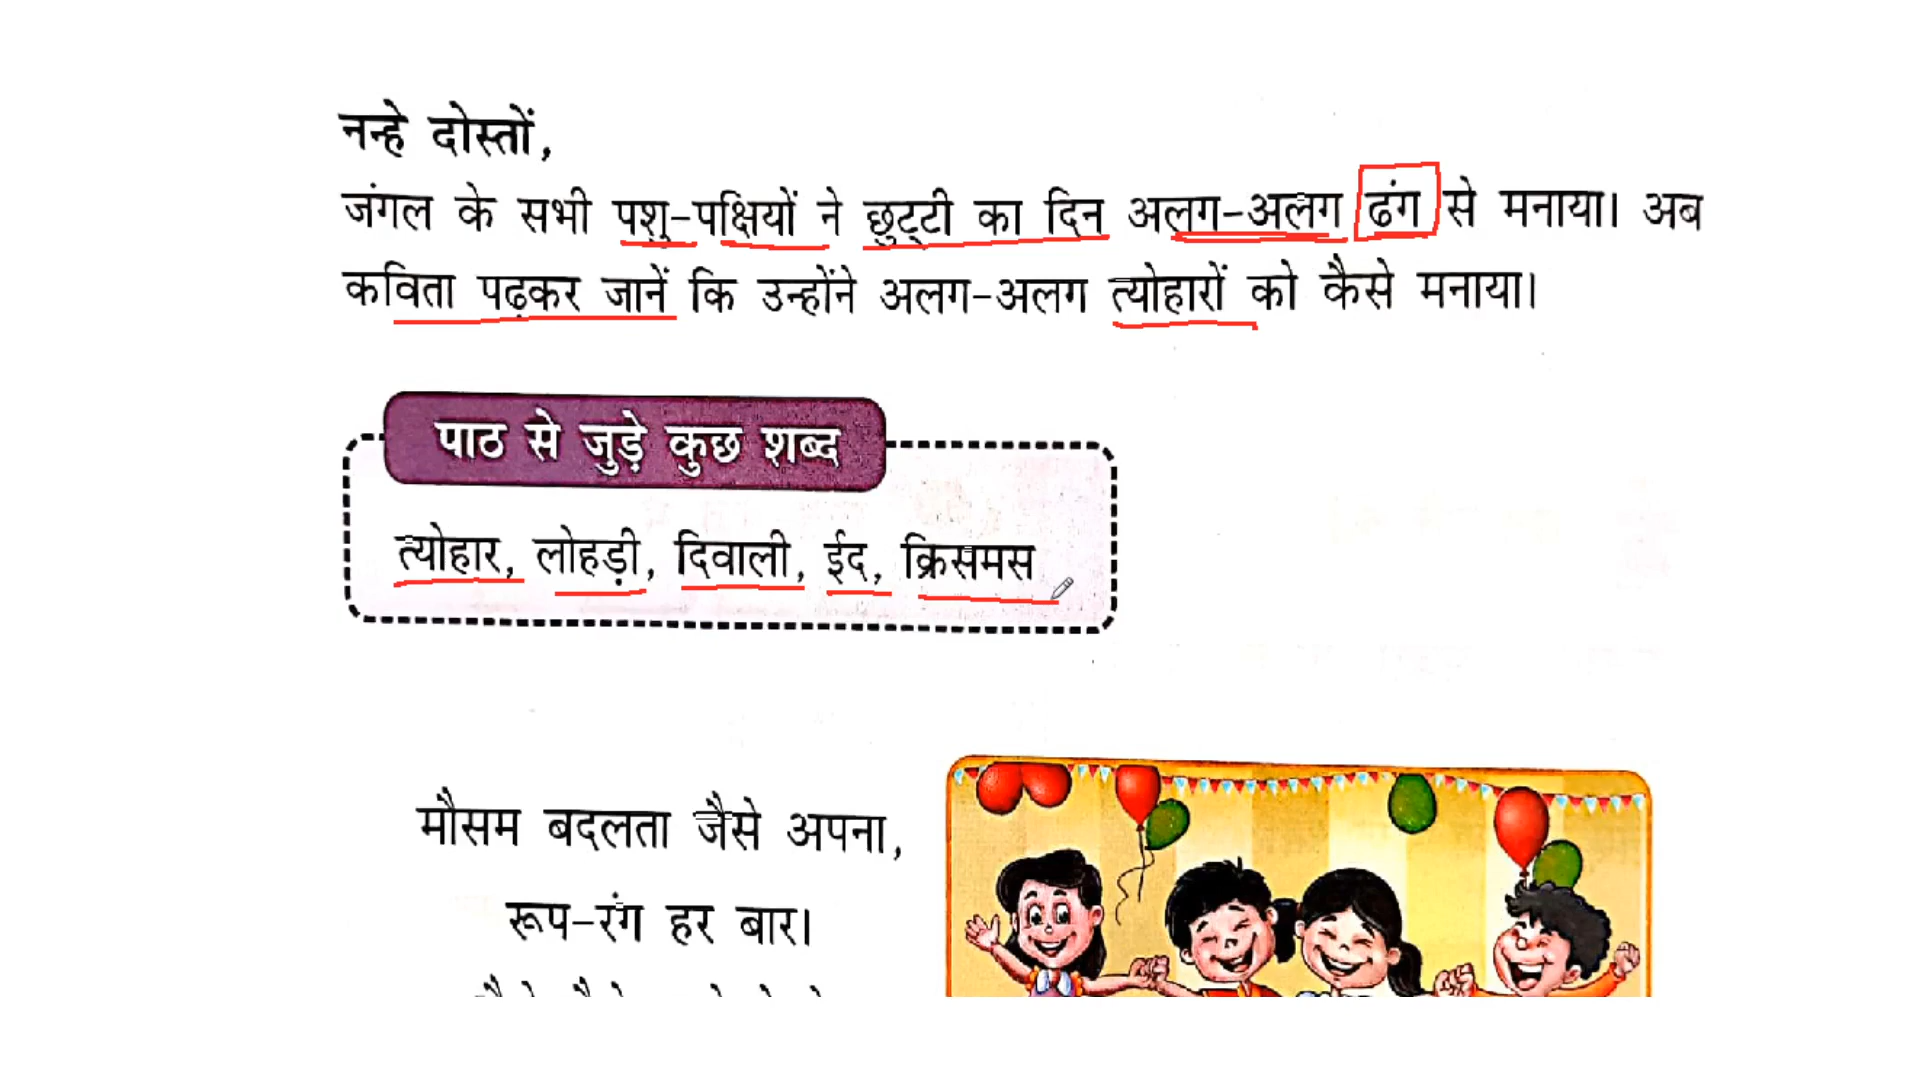 नन्हे दोस्तों,
जंगल के सभी पशु-पक्षियों ने छुट्टी का दिन अलग-अलग ढंग से मनाया। अब
कविता पढ़कर जानें कि उन्होंने अलग-अलग त्योहारों को कैसे मनाया।
पाठ से जुड़े कुछ शब्द
त्योहार, लोहड़ी, दिवाली, ईद, क्रिसमस
मौसम बदलता जैसे अपना,
रूप-रंग हर बार।